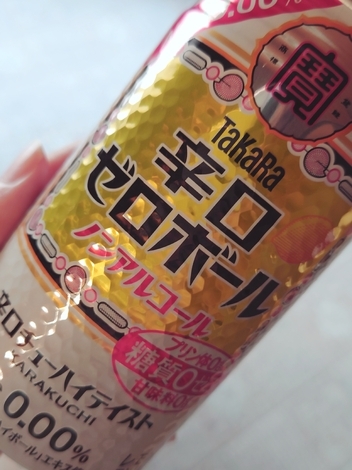 0.00%
寶
TaKaRa
辛口
ゼロボール
ノンアルコール
プリン体0
糖質0
甘味料0
辛口チューハイテイスト
KARAKUCHI
0.00%